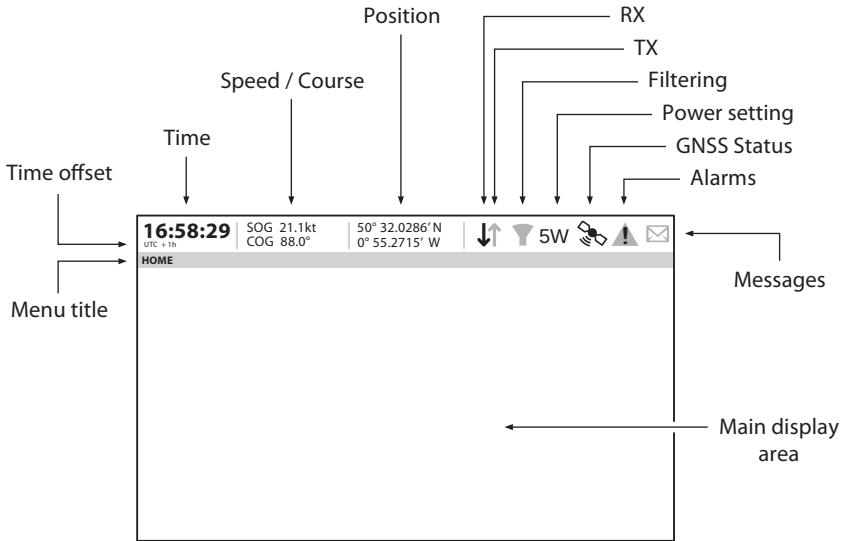 Position
RX
TX
Speed / Course
Filtering
Power setting
Time
GNSS Status
Time offset
Alarms
16:58:29
UTC + 1h
SOG 21.1kt
COG 88.0°
50° 32.0286′ N
0° 55.2715′ W
5W
HOME
Menu title
Messages
Main display
area